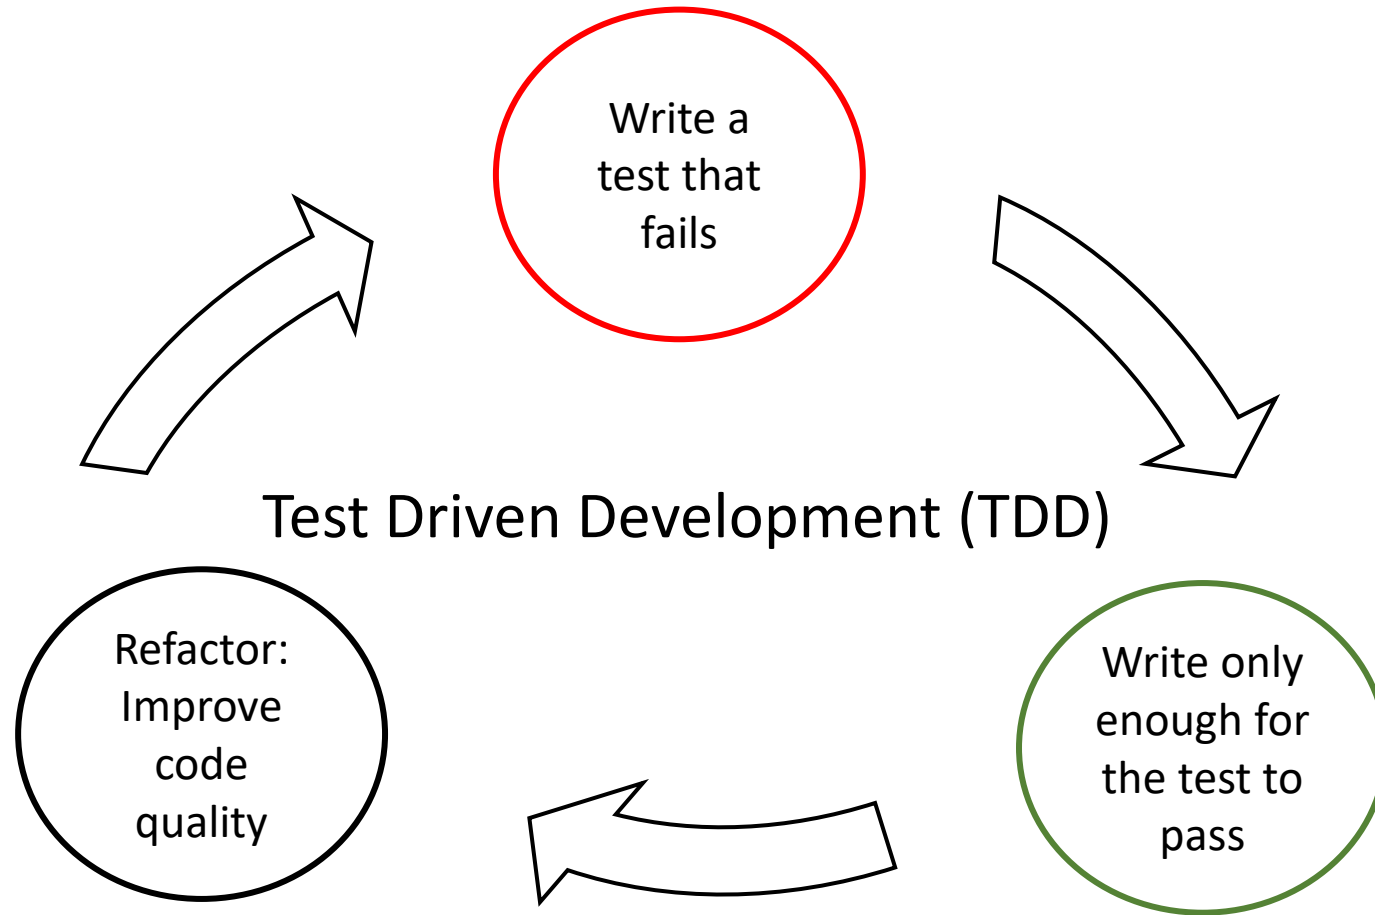 Write a
test that
fails
Test Driven Development (TDD)
Refactor:
Improve
code
quality
Write only
enough for
the test to
pass